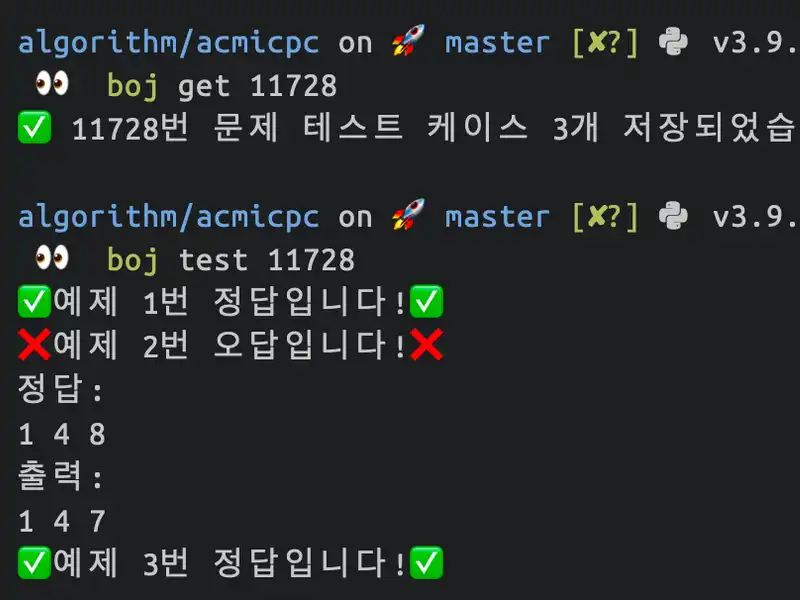 algorithm/acmicpc on 🚀 master [✘?] v3.9.
👀 boj get 11728
✅ 11728번 문제 테스트 케이스 3개 저장되었습
algorithm/acmicpc on 🚀 master [✘?] v3.9.
👀 boj test 11728
✅예제 1번 정답입니다!✅
❌예제 2번 오답입니다!❌
정답:
1 4 8
출력:
1 4 7
✅예제 3번 정답입니다!✅